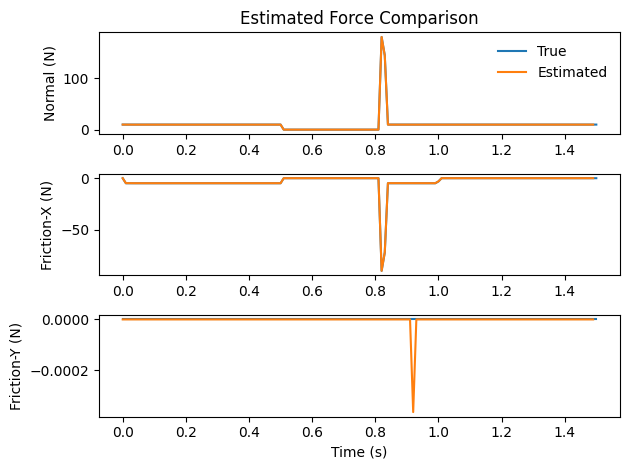 Estimated Force Comparison
Normal (N)
100
0
True
Estimated
0.0 0.2 0.4 0.6 0.8 1.0 1.2 1.4
Friction-X (N)
0
−50
0.0 0.2 0.4 0.6 0.8 1.0 1.2 1.4
Friction-Y (N)
0.0000
−0.0002
0.0 0.2 0.4 0.6 0.8 1.0 1.2 1.4
Time (s)